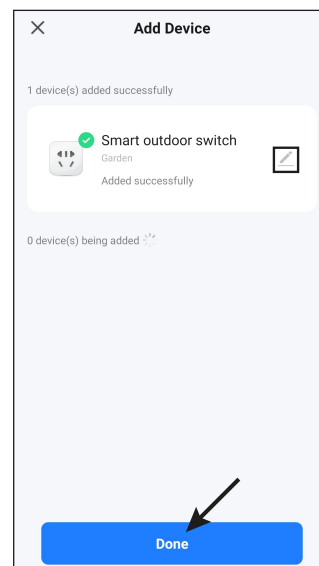 Add Device
1 device(s) added successfully
Smart outdoor switch
Garden
Added successfully
0 device(s) being added
Done